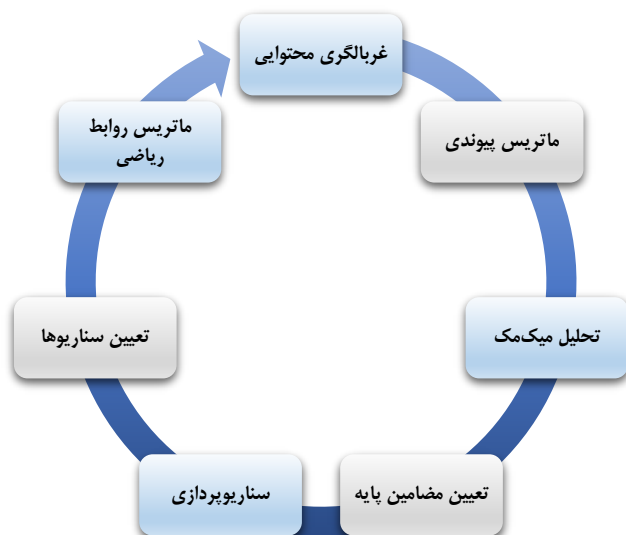 غربالگری محتوایی
ماتریس پیوندی
تحلیل میک‌مک
تعیین مضامین پایه
سناریوپردازی
تعیین سناریوها
ماتریس روابط
ریاضی